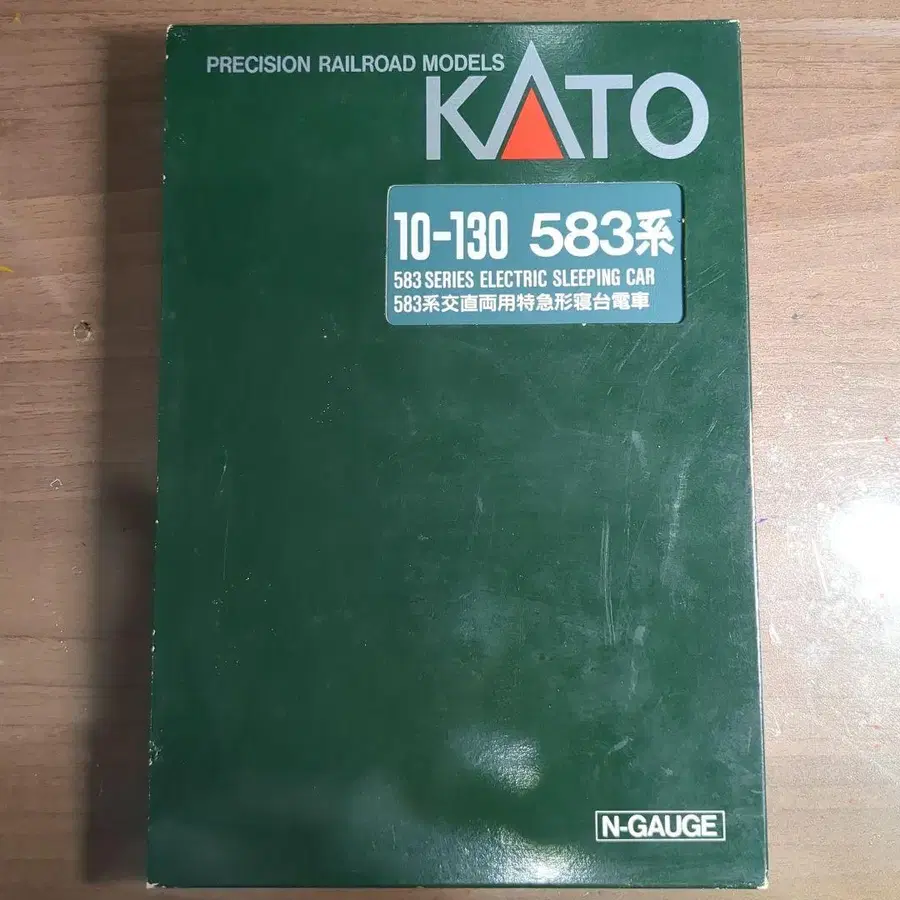 PRECISION RAILROAD MODELS
KATO
10-130 583系
583 SERIES ELECTRIC SLEEPING CAR
583系交直両用特急形寝台電車
N-GAUGE